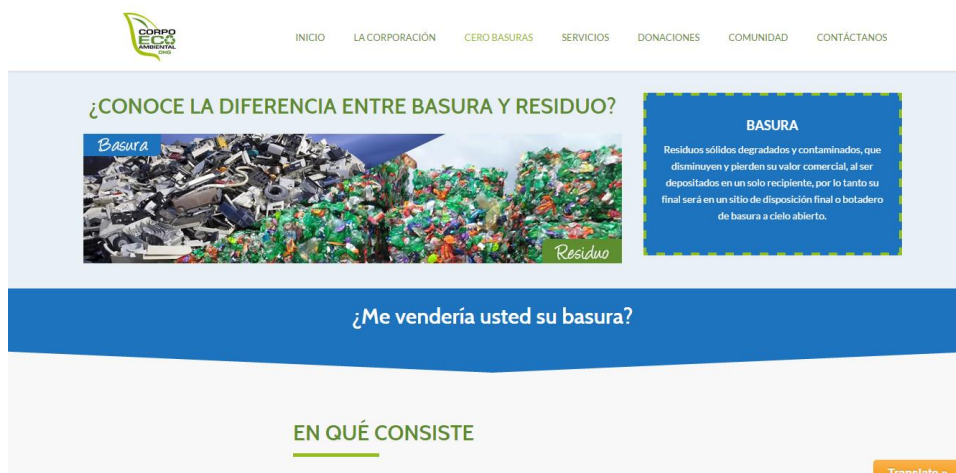 CORPO
ECO
AMBIENTAL
ONG
INICIO LA CORPORACIÓN CERO BASURAS SERVICIOS DONACIONES COMUNIDAD CONTÁCTANOS
¿CONOCE LA DIFERENCIA ENTRE BASURA Y RESIDUO?
Basura
Residuo
BASURA
Residuos sólidos degradados y contaminados, que
disminuyen y pierden su valor comercial, al ser
depositados en un solo recipiente, por lo tanto su
final será en un sitio de disposición final o botadero
de basura a cielo abierto.
¿Me vendería usted su basura?
EN QUÉ CONSISTE
Translate »